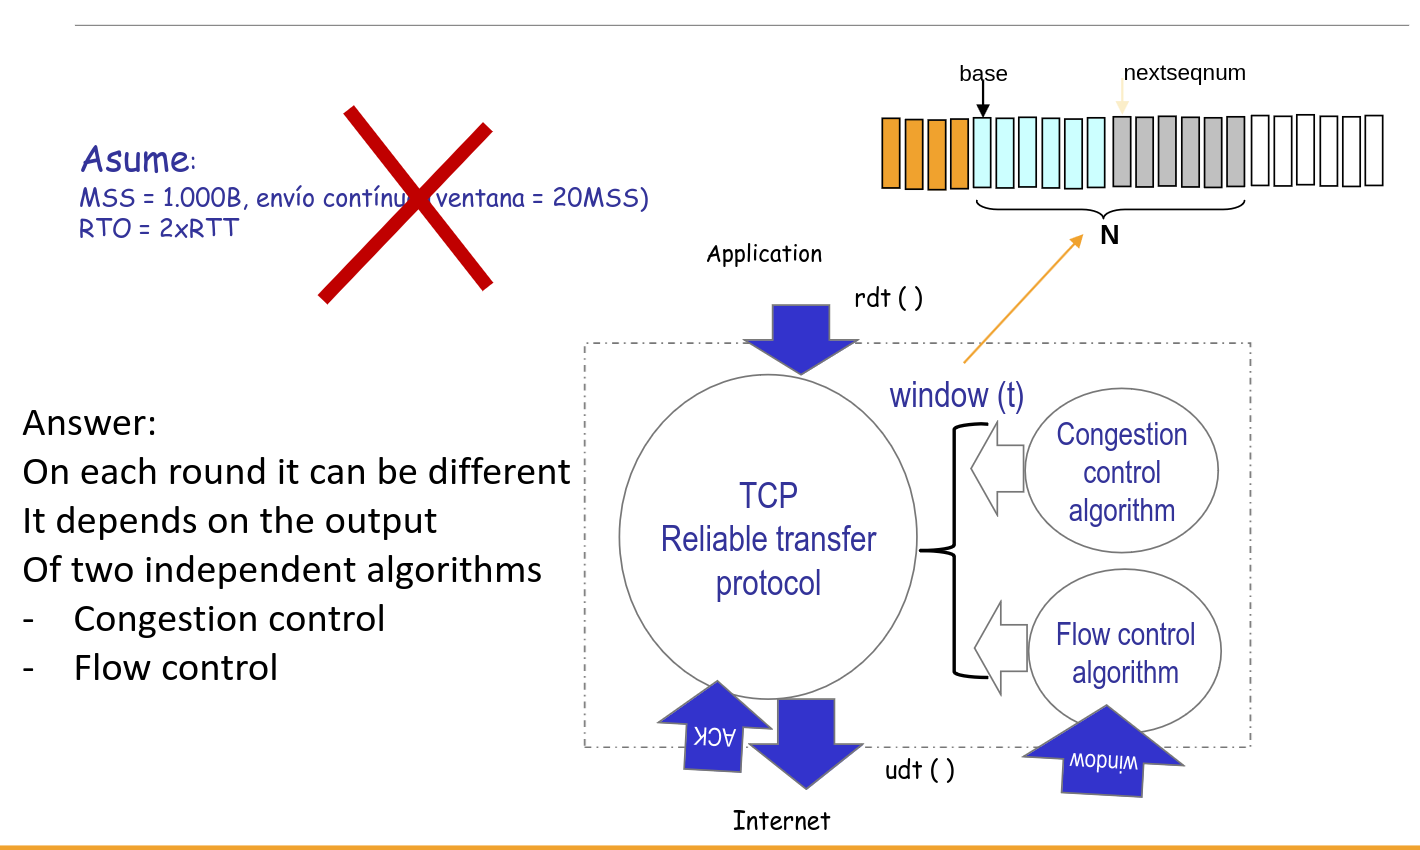 base
nextseqnum
N
Asume:
MSS = 1.000B, envío contínu ventana = 20MSS)
RTO = 2xRTT
Application
rdt ( )
window (t)
Congestion
control
algorithm
TCP
Reliable transfer
protocol
Flow control
algorithm
ACK
window
udt ( )
Internet
Answer:
On each round it can be different
It depends on the output
Of two independent algorithms
- Congestion control
- Flow control